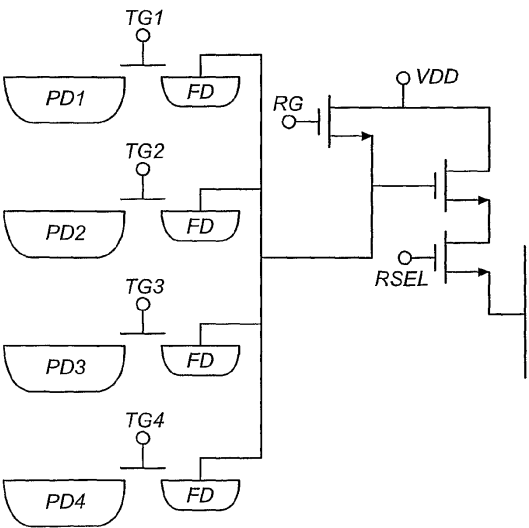 TG1
PD1
FD
RG
VDD
TG2
PD2
FD
RSEL
TG3
PD3
FD
TG4
PD4
FD